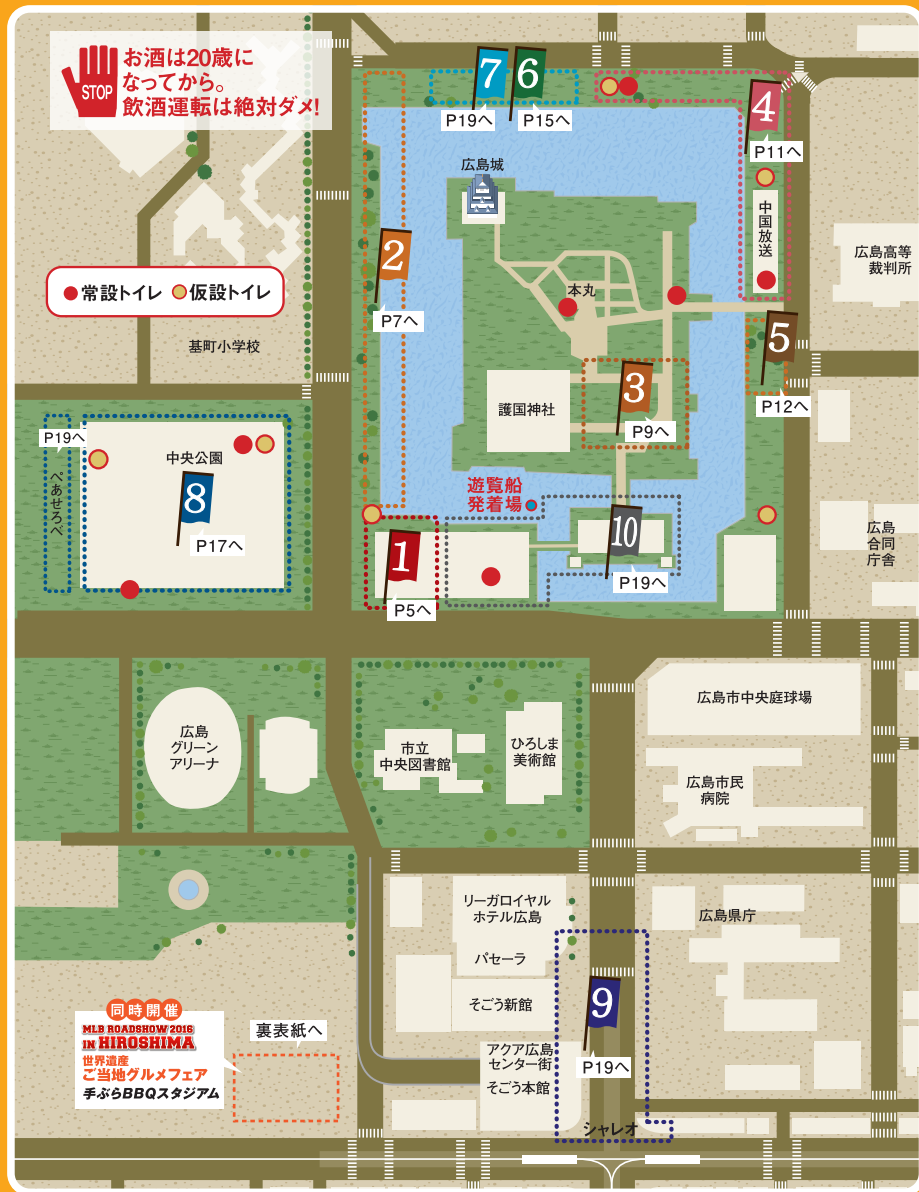 STOP
お酒は20歳に
なってから。
飲酒運転は絶対ダメ!
7
6
P19へ
P15へ
4
P11へ
広島城
中国放送
広島高等
裁判所
2
P7へ
本丸
常設トイレ
仮設トイレ
基町小学校
5
P12へ
3
P9へ
護国神社
P19へ
ぺあせろべ
中央公園
8
P17へ
遊覧船
発着場
1
P5へ
10
P19へ
広島
合同
庁舎
広島
グリーン
アリーナ
市立
中央図書館
ひろしま
美術館
広島市中央庭球場
広島市民
病院
リーガロイヤル
ホテル広島
パセーラ
そごう新館
アクア広島
センター街
そごう本館
広島県庁
9
P19へ
シャレオ
同時開催
MLB ROADSHOW 2016
IN HIROSHIMA
世界遺産
ご当地グルメフェア
手ぶらBBQスタジアム
裏表紙へ